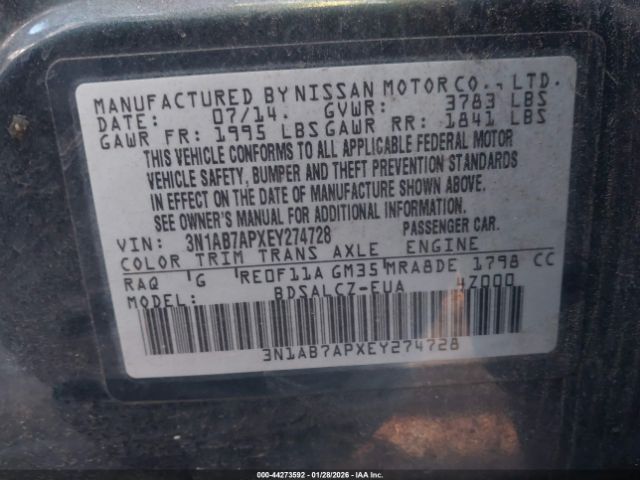 MANUFACTURED BY NISSAN MOTOR CO., LTD.
DATE: 07/14. GVWR: 3783 LBS
GAWR FR: 1995 LBS GAWR RR: 1841 LBS
THIS VEHICLE CONFORMS TO ALL APPLICABLE FEDERAL MOTOR
VEHICLE SAFETY, BUMPER AND THEFT PREVENTION STANDARDS
IN EFFECT ON THE DATE OF MANUFACTURE SHOWN ABOVE.
SEE OWNER'S MANUAL FOR ADDITIONAL INFORMATION.
VIN: 3N1AB7APXEY274728 PASSENGER CAR.
COLOR TRIM TRANS AXLE ENGINE
RAQ G RE0F11A GM35 MRA8DE 1798 CC
MODEL: BDSALCZ-EUA 4Z000
3N1AB7APXEY274728
000-44273592 - 01/28/2026 - IAAI, Inc.